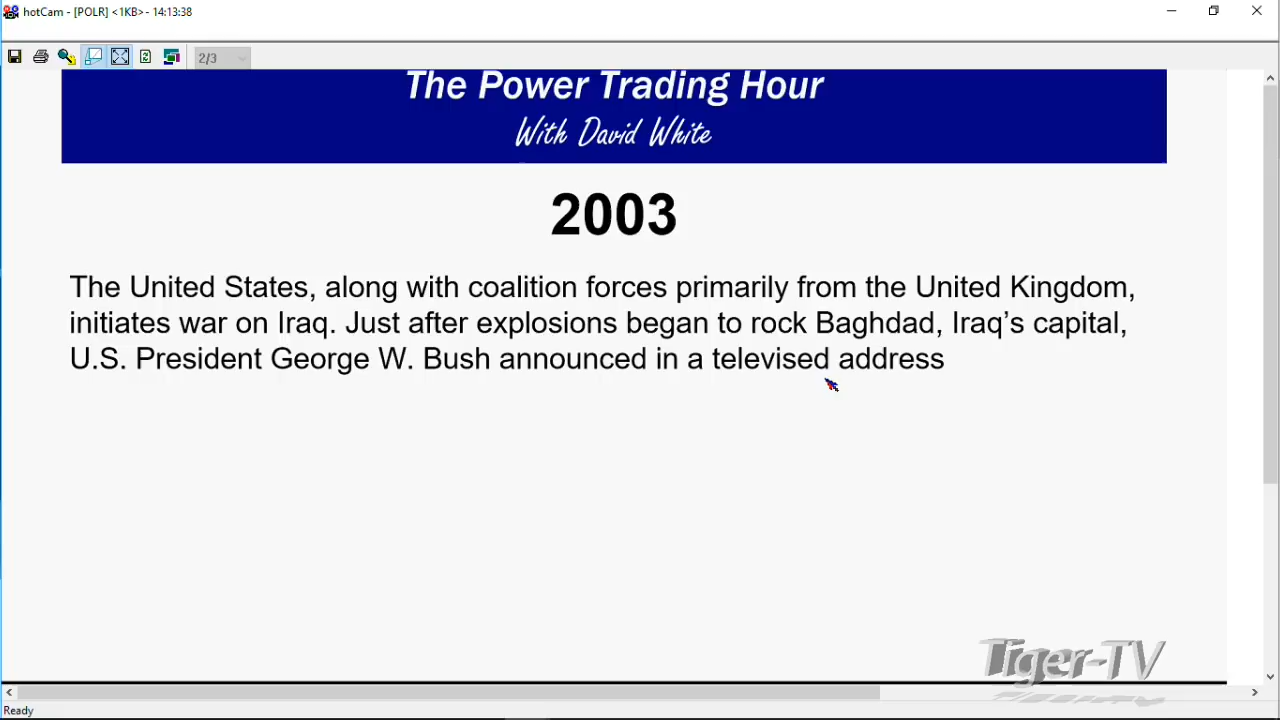 hotCam - [POLR] <1KB> - 14:13:38
2/3
The Power Trading Hour
With David White
2003
The United States, along with coalition forces primarily from the United Kingdom,
initiates war on Iraq. Just after explosions began to rock Baghdad, Iraq’s capital,
U.S. President George W. Bush announced in a televised address
Tiger-TV
Ready